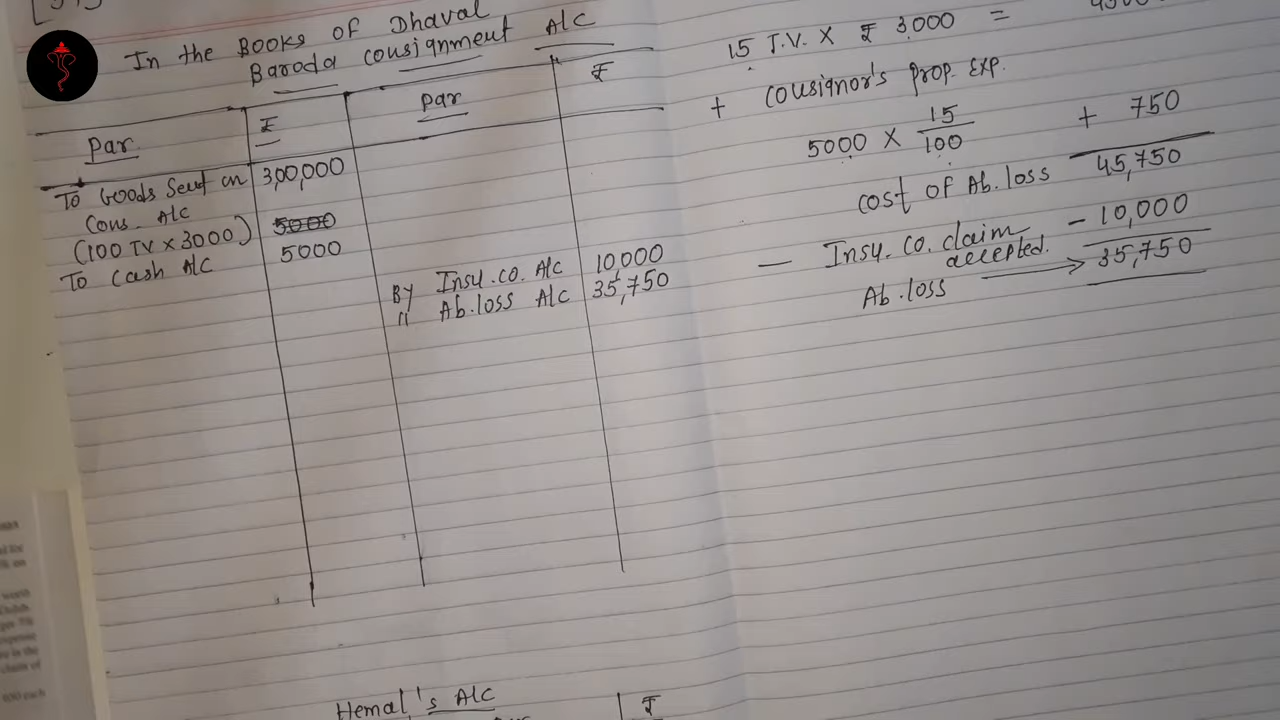 In the Books of Dhaval
Baroda Consignment A/c
Par. ₹ Par ₹
To Goods Sent on 3,00,000
Cons. A/c
(100 TV X 3000) 5000
To Cash A/c 5000
By Insu. Co. A/c 10,000
" Ab. loss A/c 35,750
15 T.V. X ₹ 3000 =
+ Consignor's Prop. Exp.
5000 X 15/100 + 750
Cost of Ab. loss 45,750
— Insu. Co. claim accepted. - 10,000
Ab. loss → 35,750
Hemal's A/c
₹